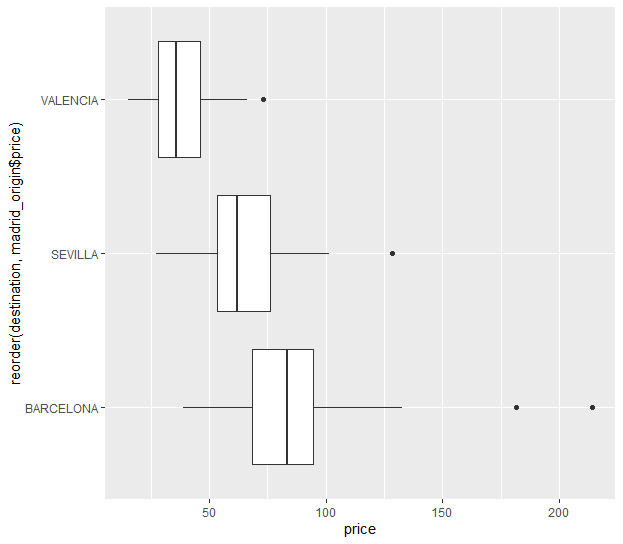 VALENCIA
SEVILLA
BARCELONA
reorder(destination, madrid_origin$price)
50 100 150 200
price